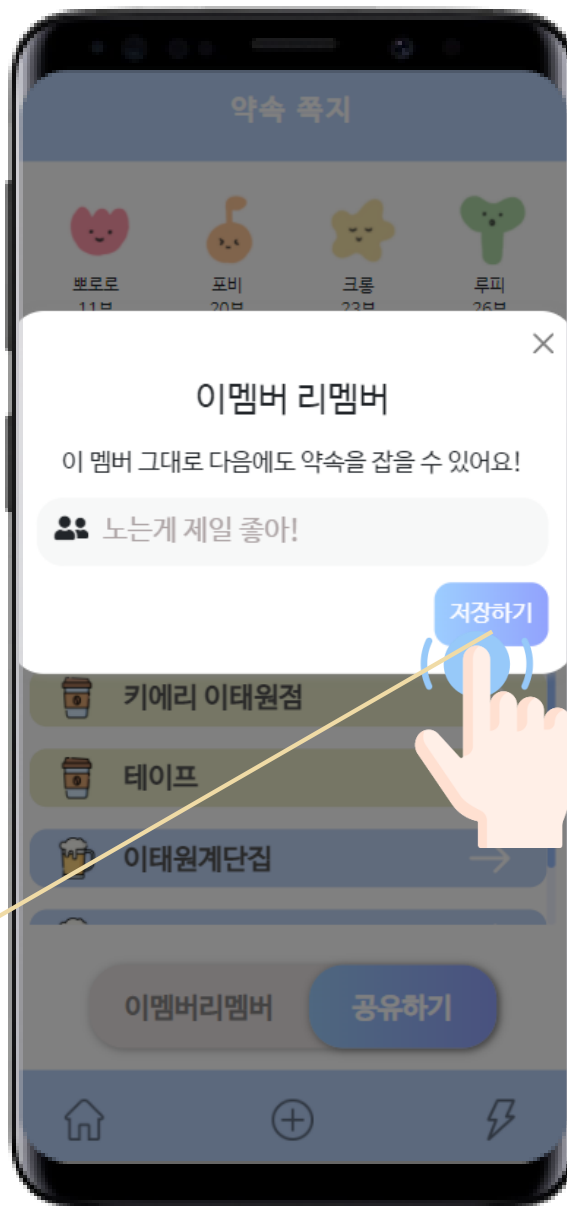 약속 쪽지
뽀로로 포비 크롱 루피
11분 20분 23분 26분
이멤버 리멤버
이 멤버 그대로 다음에도 약속을 잡을 수 있어요!
노는게 제일 좋아!
저장하기
키에리 이태원점
테이프
이태원계단집
이멤버리멤버 공유하기